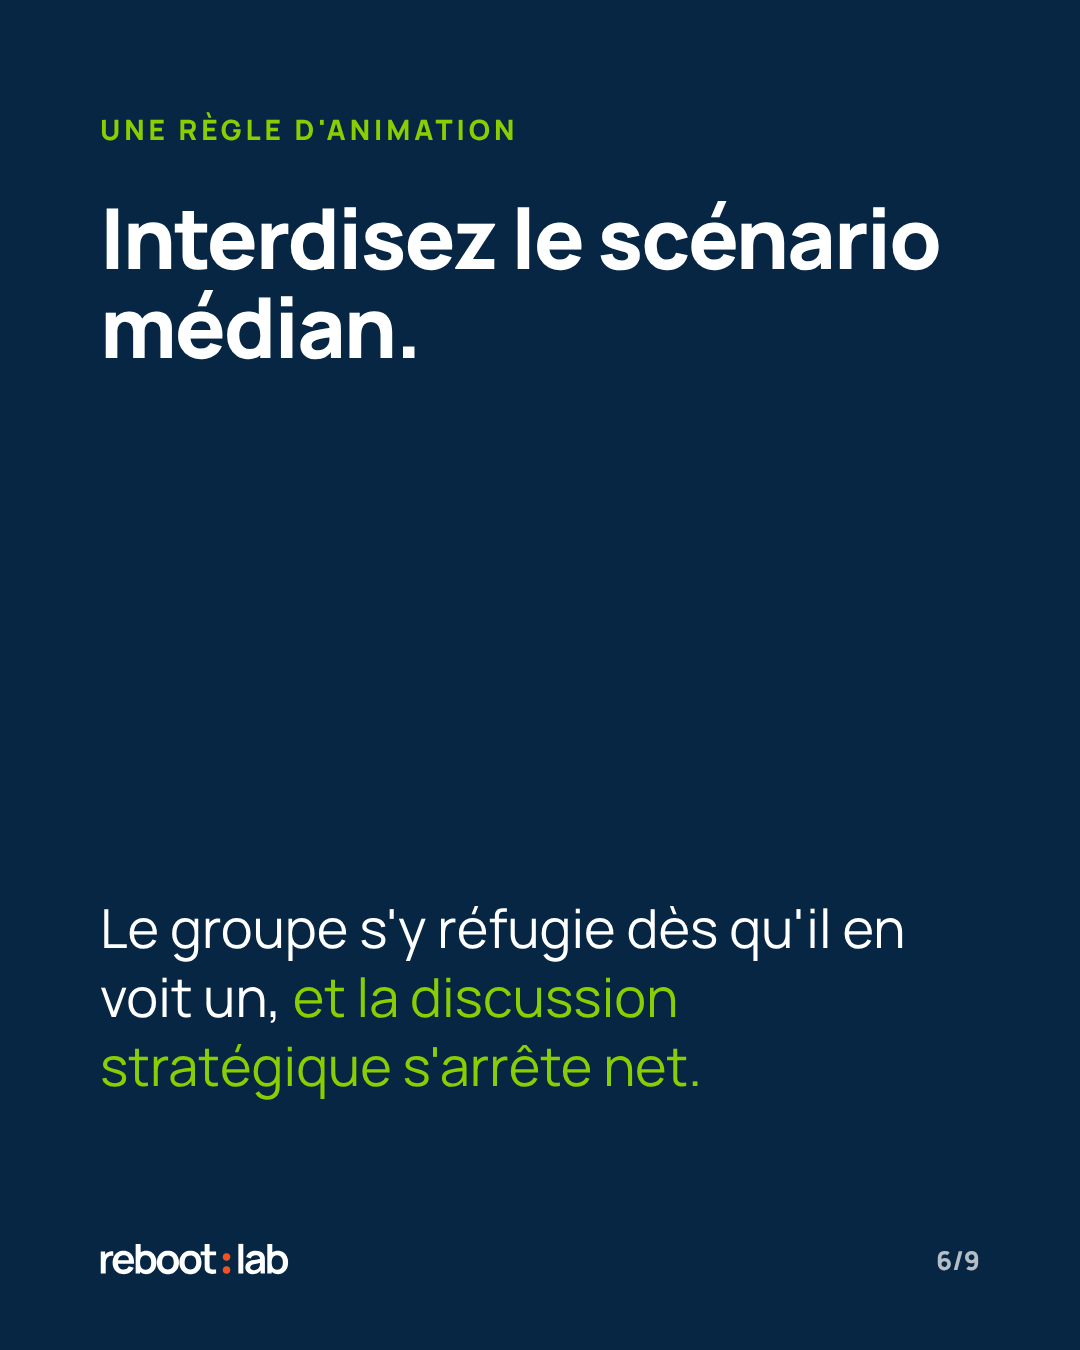 UNE RÈGLE D'ANIMATION
Interdisez le scénario
médian.
Le groupe s'y réfugie dès qu'il en
voit un, et la discussion
stratégique s'arrête net.
reboot:lab
6/9